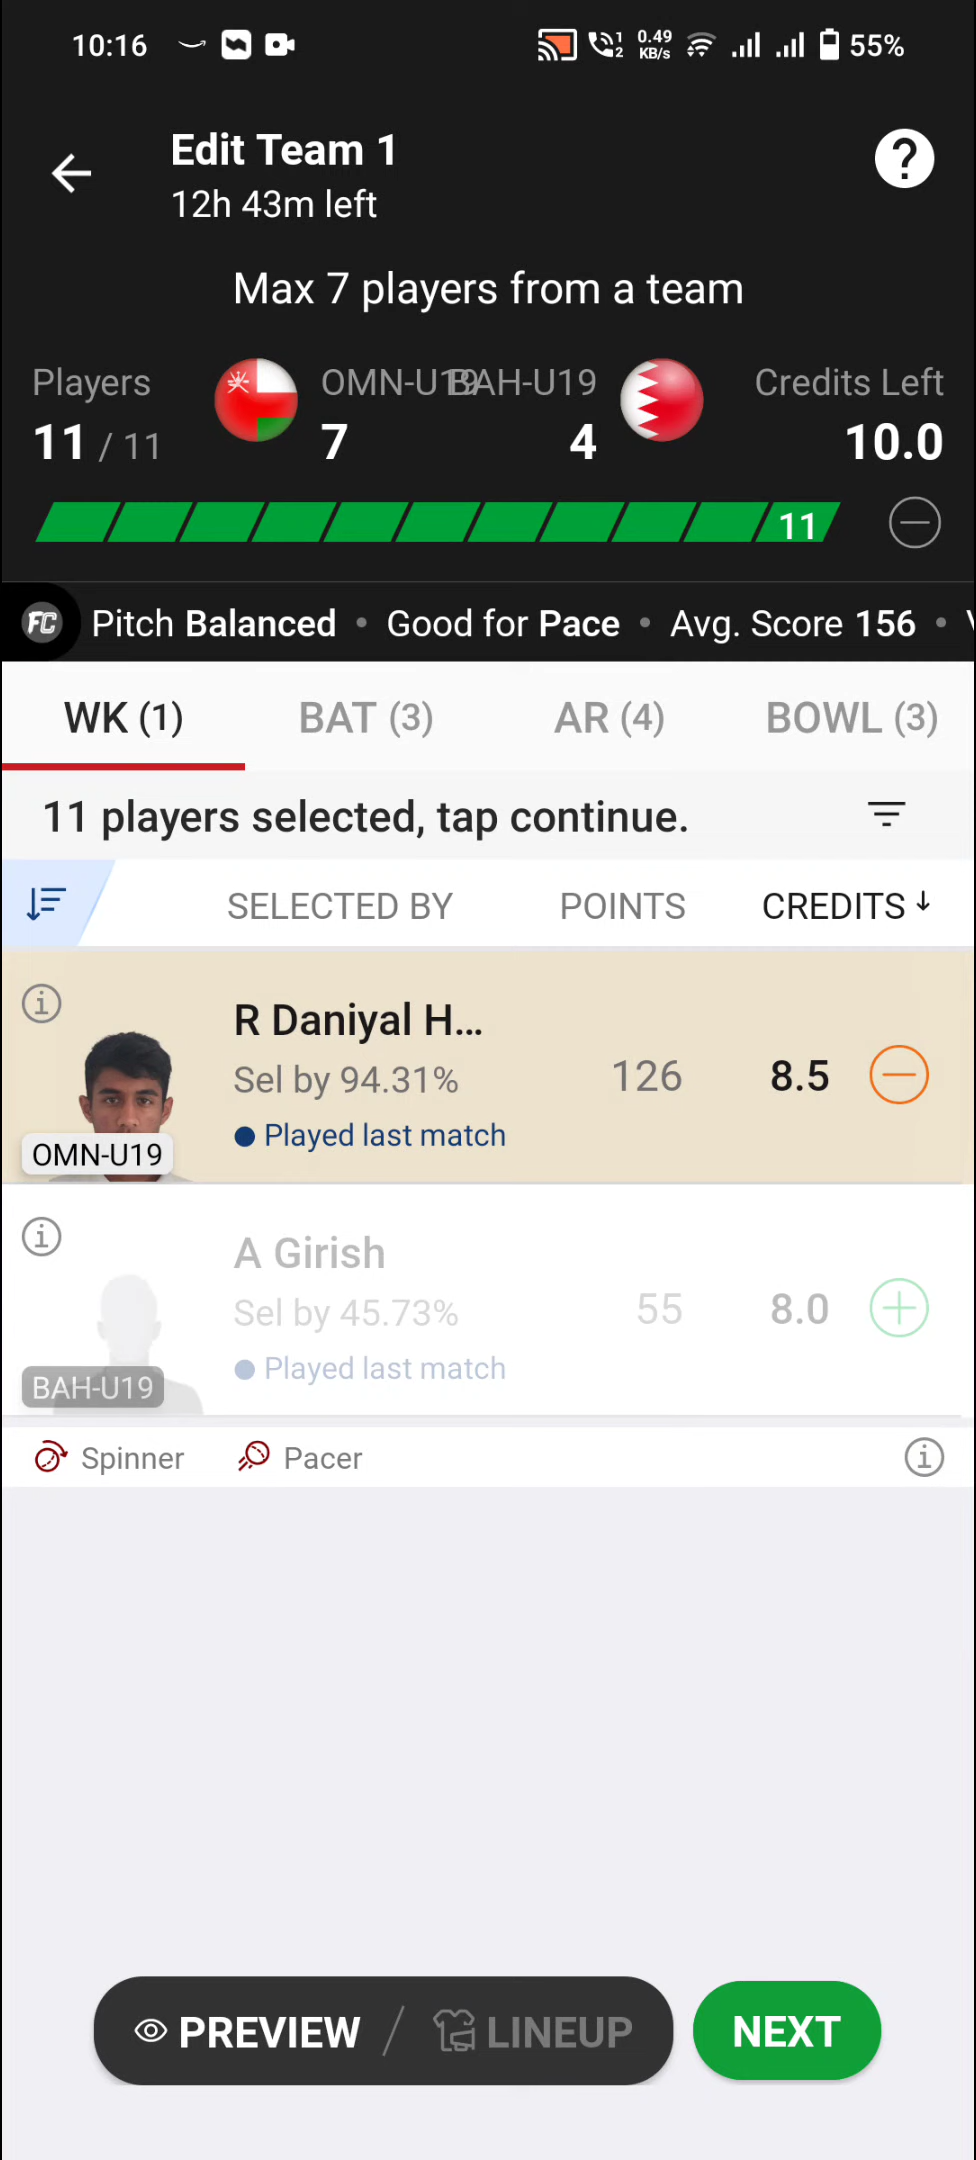 10:16
1
2
0.49
KB/s
55%
Edit Team 1
12h 43m left
?
Max 7 players from a team
Players
OMN-U19
BAH-U19
Credits Left
11 / 11
7
4
10.0
11
FC
Pitch Balanced • Good for Pace • Avg. Score 156 •
WK (1)
BAT (3)
AR (4)
BOWL (3)
11 players selected, tap continue.
SELECTED BY
POINTS
CREDITS ↓
R Daniyal H...
Sel by 94.31%
126
8.5
Played last match
OMN-U19
A Girish
Sel by 45.73%
55
8.0
Played last match
BAH-U19
Spinner
Pacer
PREVIEW / LINEUP
NEXT